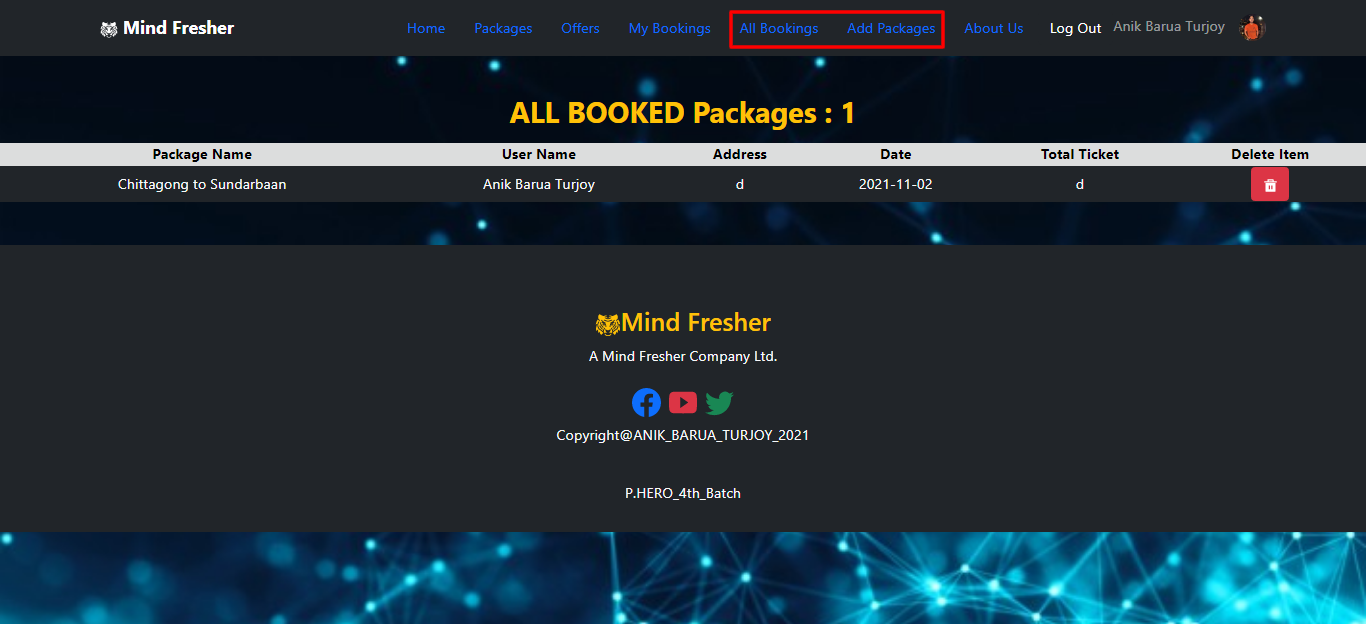 Mind Fresher Home Packages Offers My Bookings All Bookings Add Packages About Us Log Out Anik Barua Turjoy
ALL BOOKED Packages : 1
Package Name User Name Address Date Total Ticket Delete Item
Chittagong to Sundarbaan Anik Barua Turjoy d 2021-11-02 d
Mind Fresher
A Mind Fresher Company Ltd.
Copyright@ANIK_BARUA_TURJOY_2021
P.HERO_4th_Batch